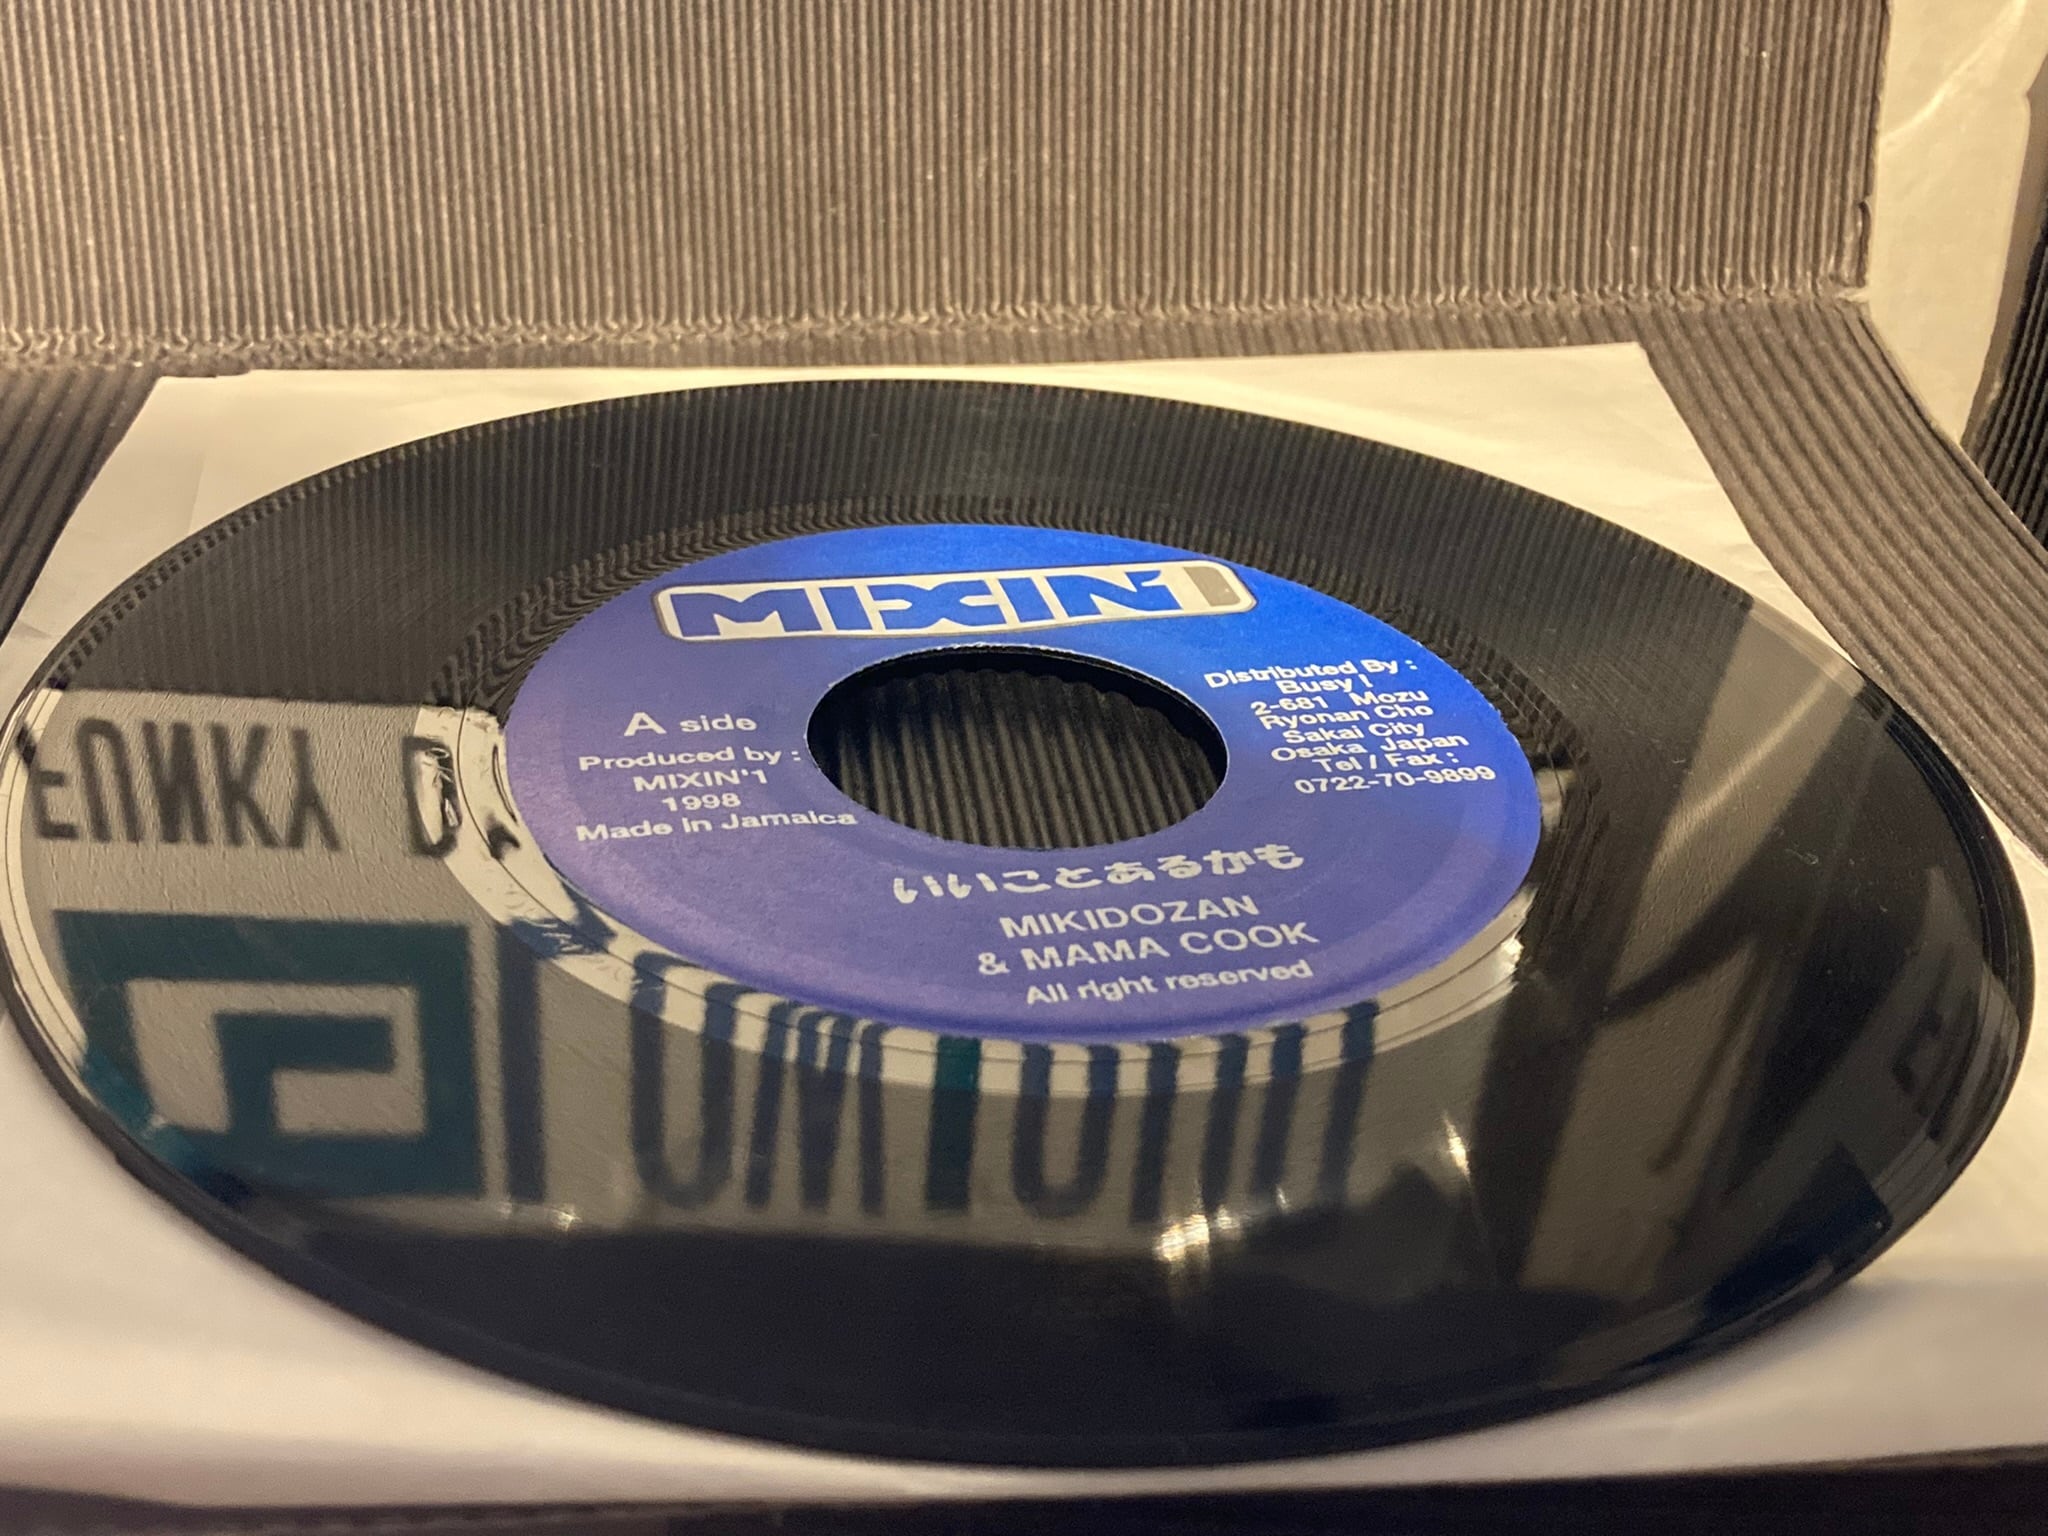 MIXIN'1
A side
Produced by :
MIXIN'1
1998
Made in Jamaica
Distributed By :
Busy !
2-681 Mozu
Ryonan Cho
Sakai City
Osaka Japan
Tel / Fax :
0722-70-9899
いいことあるかも
MIKIDOZAN
& MAMA COOK
All right reserved
FUNKY